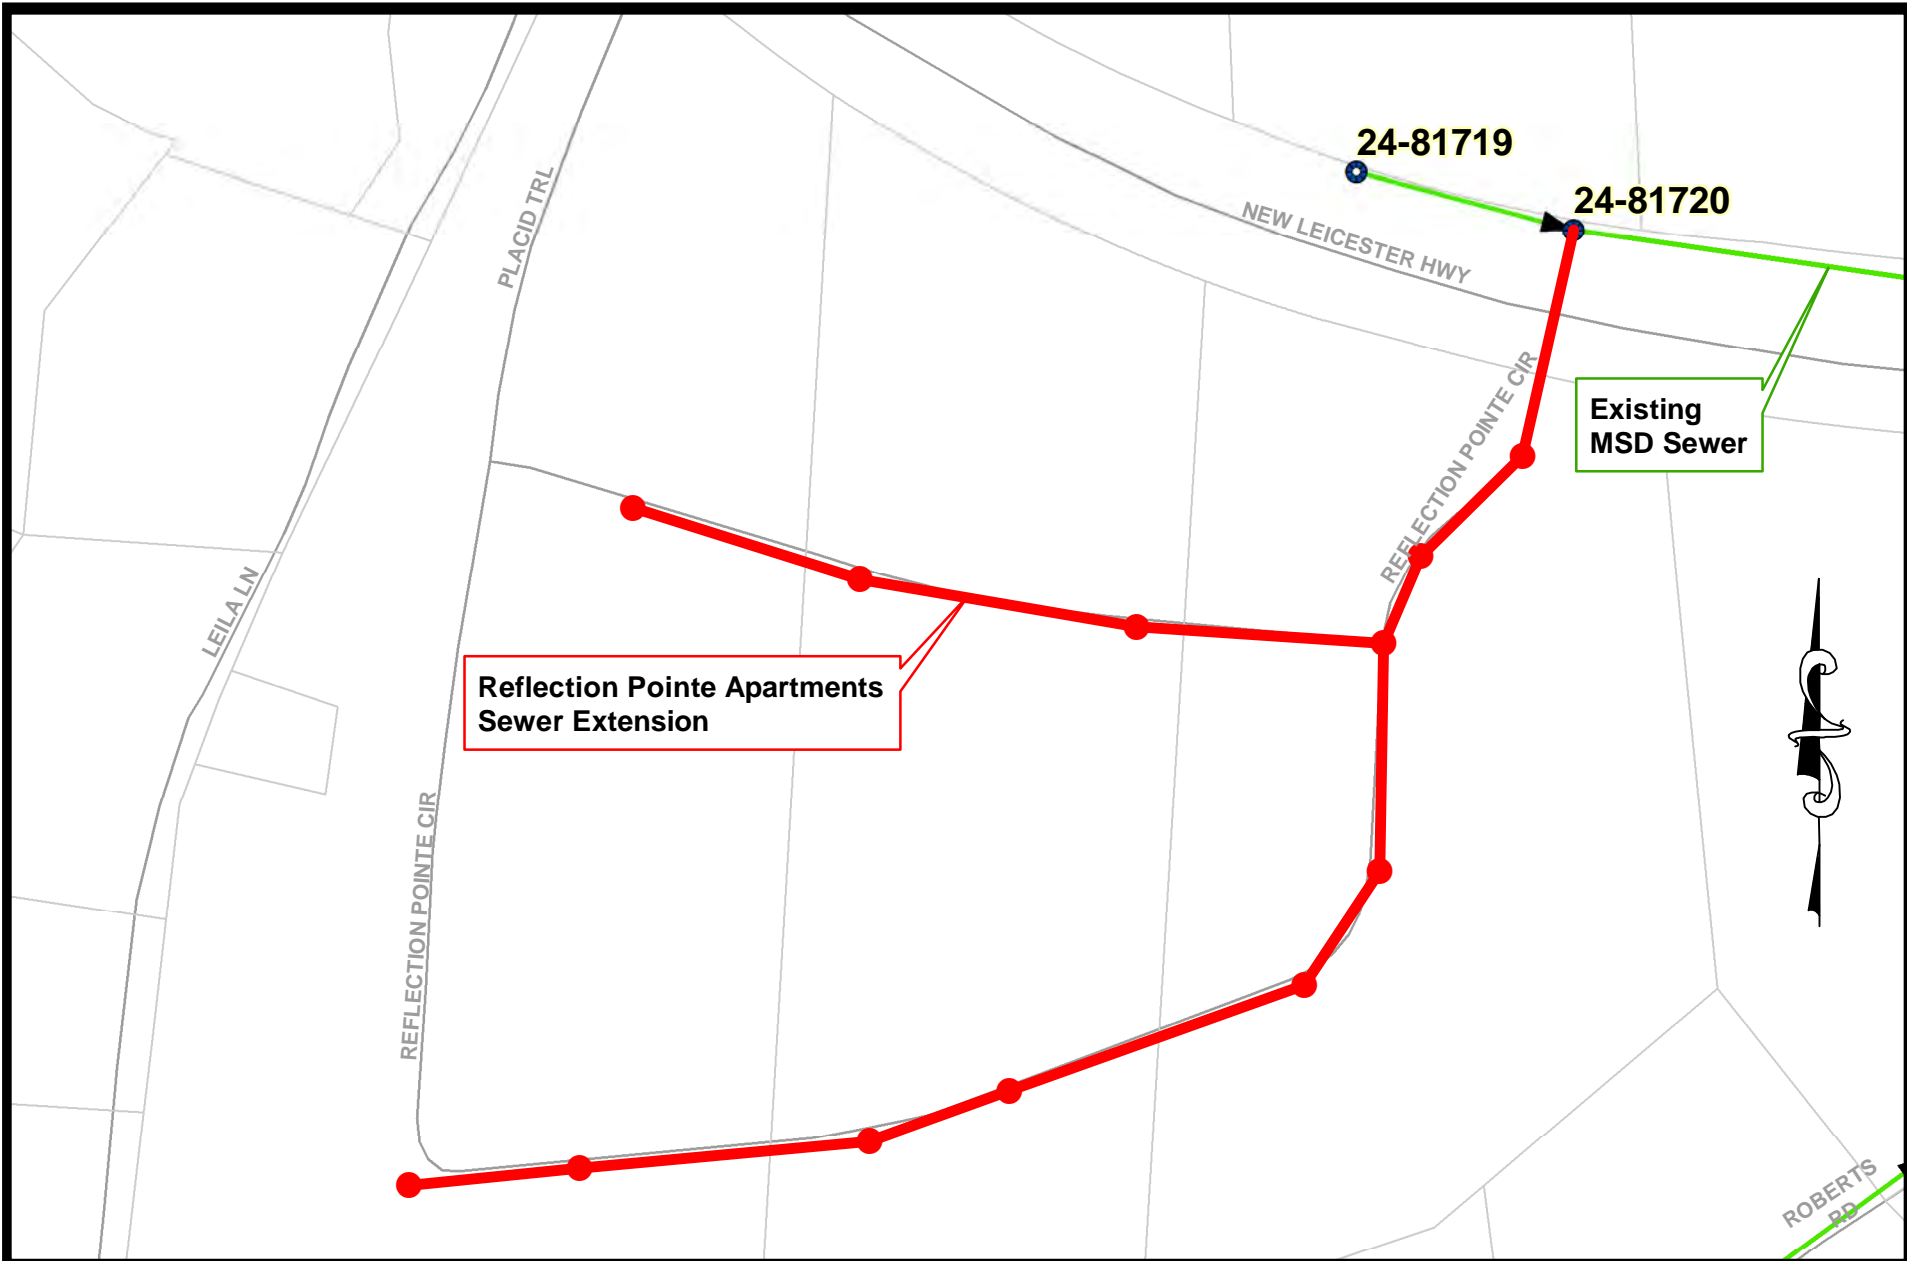 24-81719
24-81720
PLACID TRL
NEW LEICESTER HWY
REFLECTION POINTE CIR
Existing
MSD Sewer
LEILA LN
Reflection Pointe Apartments
Sewer Extension
REFLECTION POINTE CIR
ROBERTS
RD